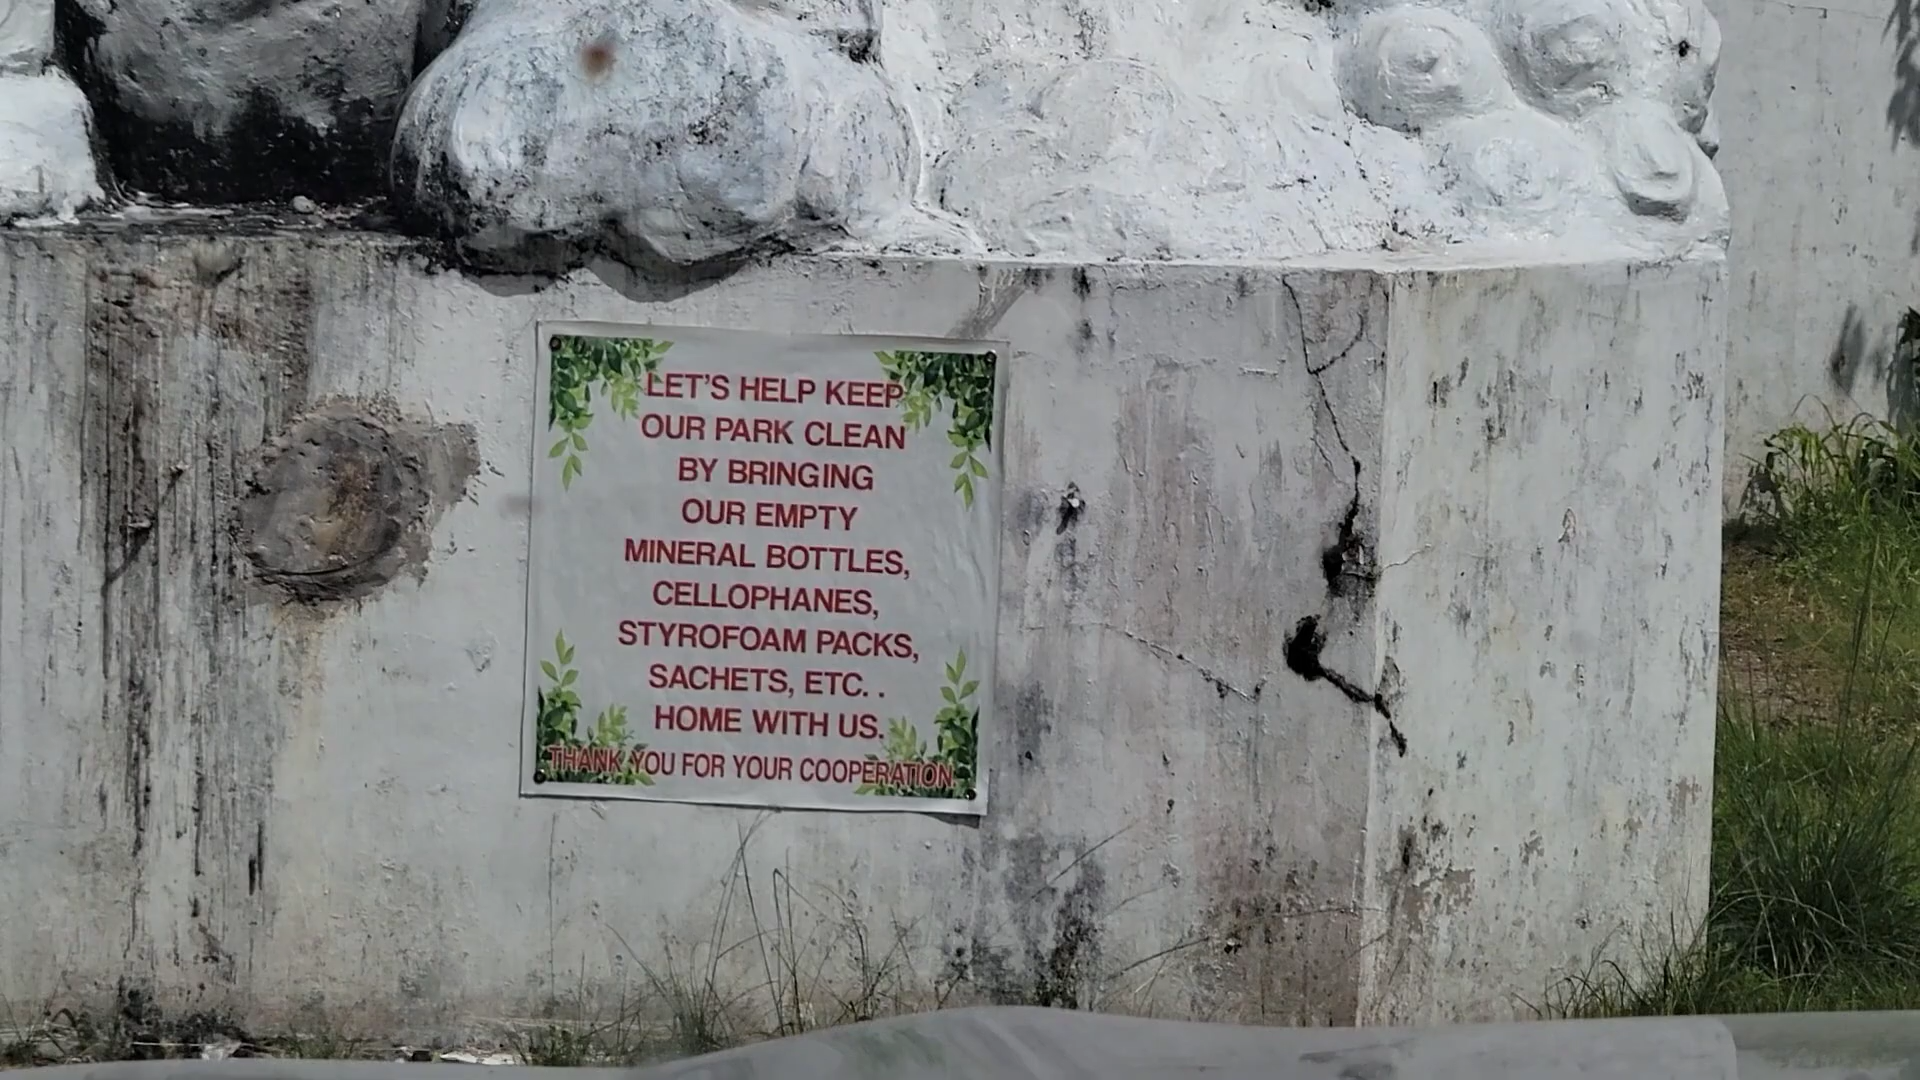 LET'S HELP KEEP
OUR PARK CLEAN
BY BRINGING
OUR EMPTY
MINERAL BOTTLES,
CELLOPHANES,
STYROFOAM PACKS,
SACHETS, ETC. .
HOME WITH US.
THANK YOU FOR YOUR COOPERATION